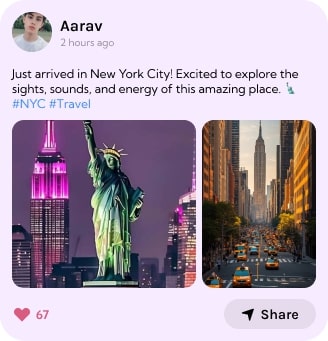 Aarav
2 hours ago
Just arrived in New York City! Excited to explore the
sights, sounds, and energy of this amazing place. 🗽
#NYC #Travel
67
Share